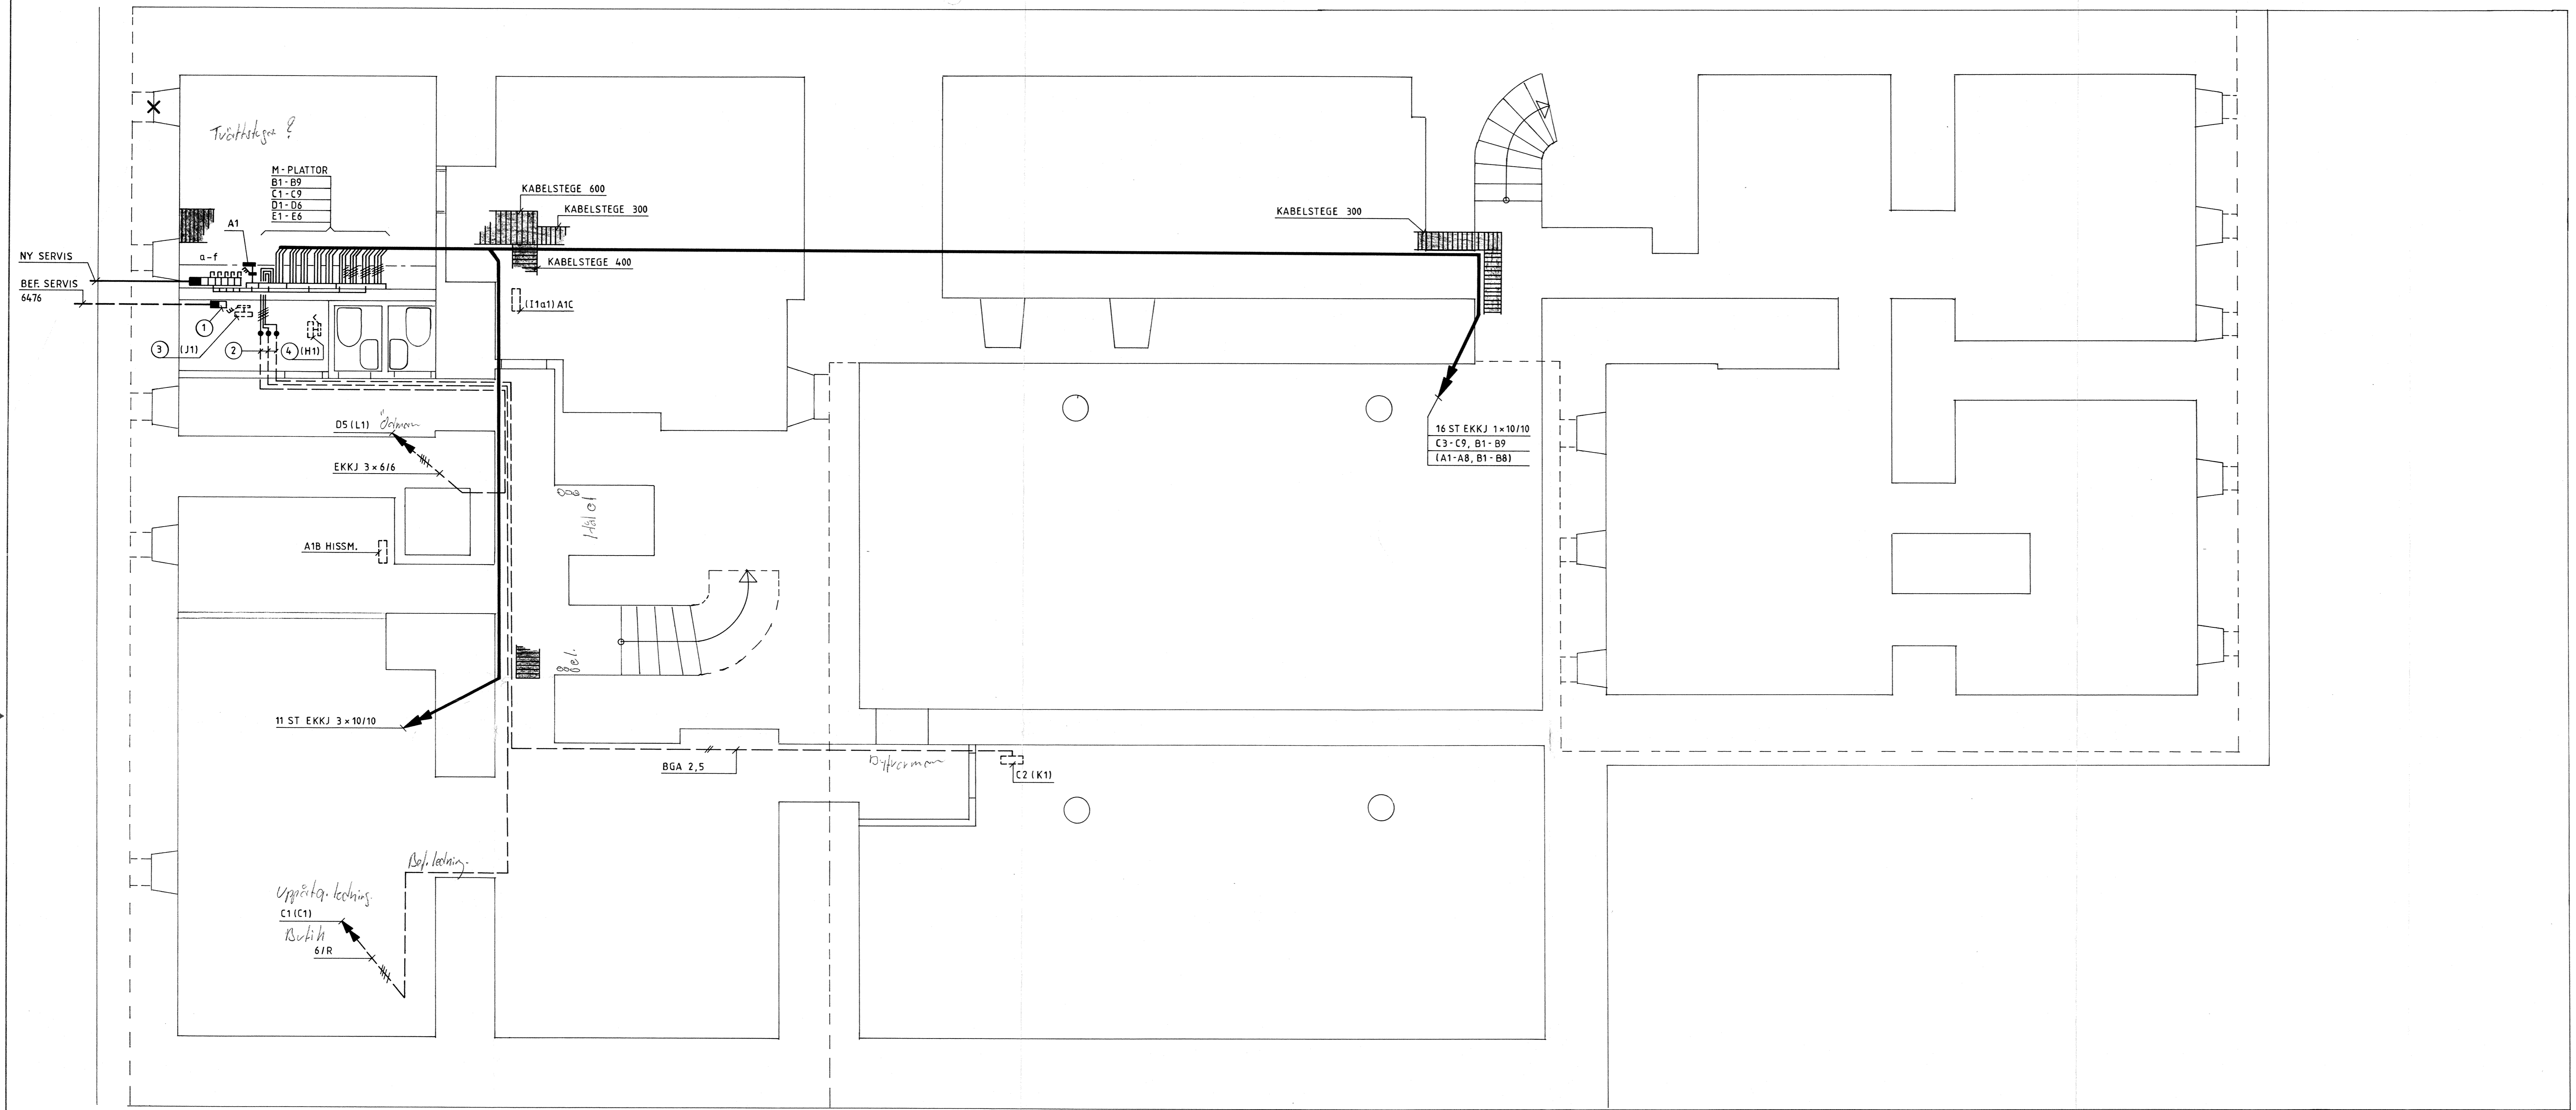 M-PLATTOR
B1-B9
C1-C9
D1-D6
E1-E6
A1
a-f
NY SERVIS
BEF. SERVIS
6476
1
3 (J1)
2
4 (H1)
KABELSTEGE 600
KABELSTEGE 300
KABELSTEGE 400
(I1a1) A1C
KABELSTEGE 300
D5 (L1)
EKKJ 3×6/6
A1B HISSM.
16 ST EKKJ 1×10/10
C3-C9, B1-B9
(A1-A8, B1-B8)
11 ST EKKJ 3×10/10
BGA 2,5
C2 (K1)
Bef. ledning.
ledning.
C1 (C1)
Butik
6/R